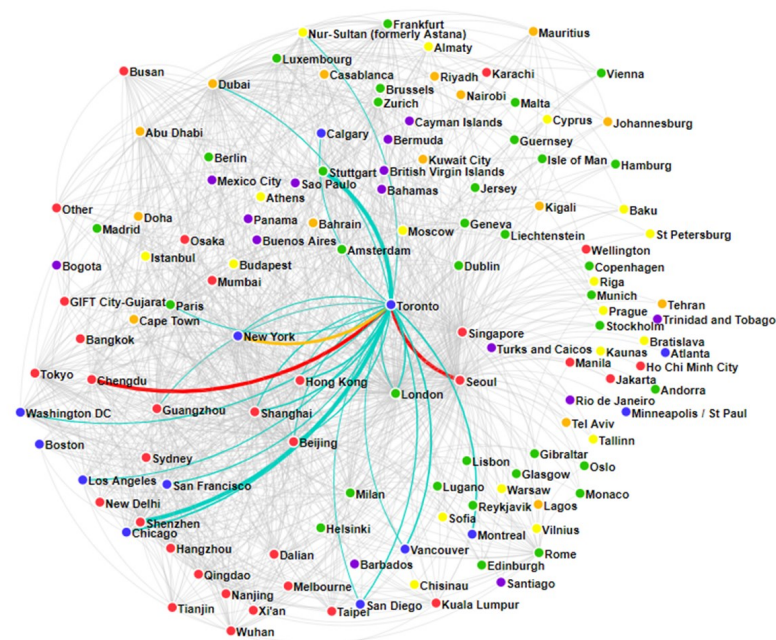 Frankfurt
Nur-Sultan (formerly Astana)
Mauritius
Almaty
Luxembourg
Busan
Casablanca
Riyadh
Karachi
Vienna
Dubai
Brussels
Nairobi
Zurich
Malta
Cayman Islands
Cyprus
Johannesburg
Abu Dhabi
Calgary
Bermuda
Guernsey
Berlin
Kuwait City
Isle of Man
Hamburg
Stuttgart
British Virgin Islands
Mexico City
Sao Paulo
Bahamas
Jersey
Athens
Other
Kigali
Baku
Doha
Panama
Bahrain
Geneva
Madrid
Moscow
Liechtenstein
St Petersburg
Osaka
Buenos Aires
Amsterdam
Wellington
Istanbul
Bogota
Budapest
Dublin
Copenhagen
Mumbai
Riga
Munich
GIFT City-Gujarat
Paris
Toronto
Tehran
Prague
Cape Town
Trinidad and Tobago
Stockholm
New York
Singapore
Bangkok
Bratislava
Turks and Caicos
Kaunas
Atlanta
Manila
Ho Chi Minh City
Tokyo
Chengdu
Hong Kong
Seoul
Jakarta
Andorra
London
Rio de Janeiro
Washington DC
Guangzhou
Shanghai
Minneapolis / St Paul
Tel Aviv
Boston
Beijing
Tallinn
Sydney
Gibraltar
Lisbon
Oslo
Los Angeles
San Francisco
Glasgow
Lugano
Warsaw
Milan
Monaco
New Delhi
Reykjavik
Lagos
Shenzhen
Sofia
Chicago
Helsinki
Vilnius
Montreal
Hangzhou
Vancouver
Dalian
Rome
Barbados
Edinburgh
Qingdao
Melbourne
Chisinau
Santiago
Nanjing
Tianjin
Xi'an
Taipei
San Diego
Kuala Lumpur
Wuhan